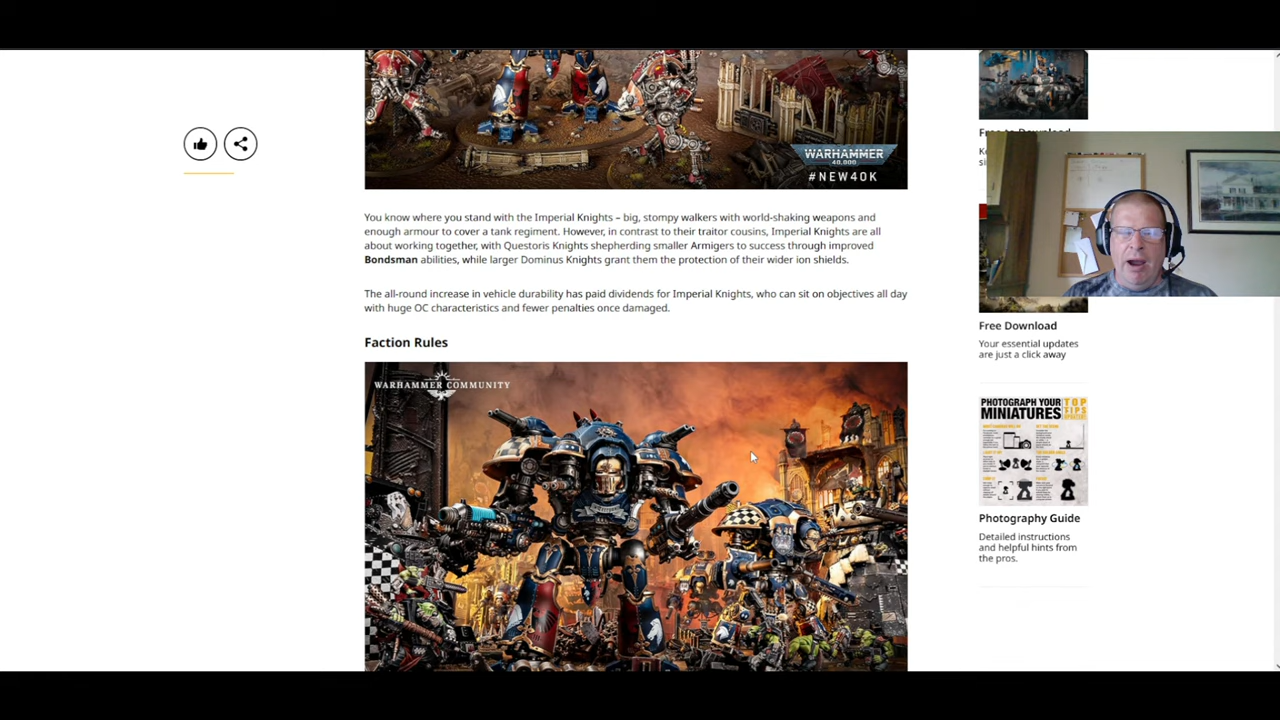 WARHAMMER
40,000
#NEW40K
Free to Download
You know where you stand with the Imperial Knights – big, stompy walkers with world-shaking weapons and
enough armour to cover a tank regiment. However, in contrast to their traitor cousins, Imperial Knights are all
about working together, with Questoris Knights shepherding smaller Armigers to success through improved
Bondsman abilities, while larger Dominus Knights grant them the protection of their wider ion shields.
The all-round increase in vehicle durability has paid dividends for Imperial Knights, who can sit on objectives all day
with huge OC characteristics and fewer penalties once damaged.
Faction Rules
WARHAMMER COMMUNITY
Free Download
Your essential updates
are just a click away
PHOTOGRAPH YOUR
MINIATURES
TOP
TIPS
Photography Guide
Detailed instructions
and helpful hints from
the pros.